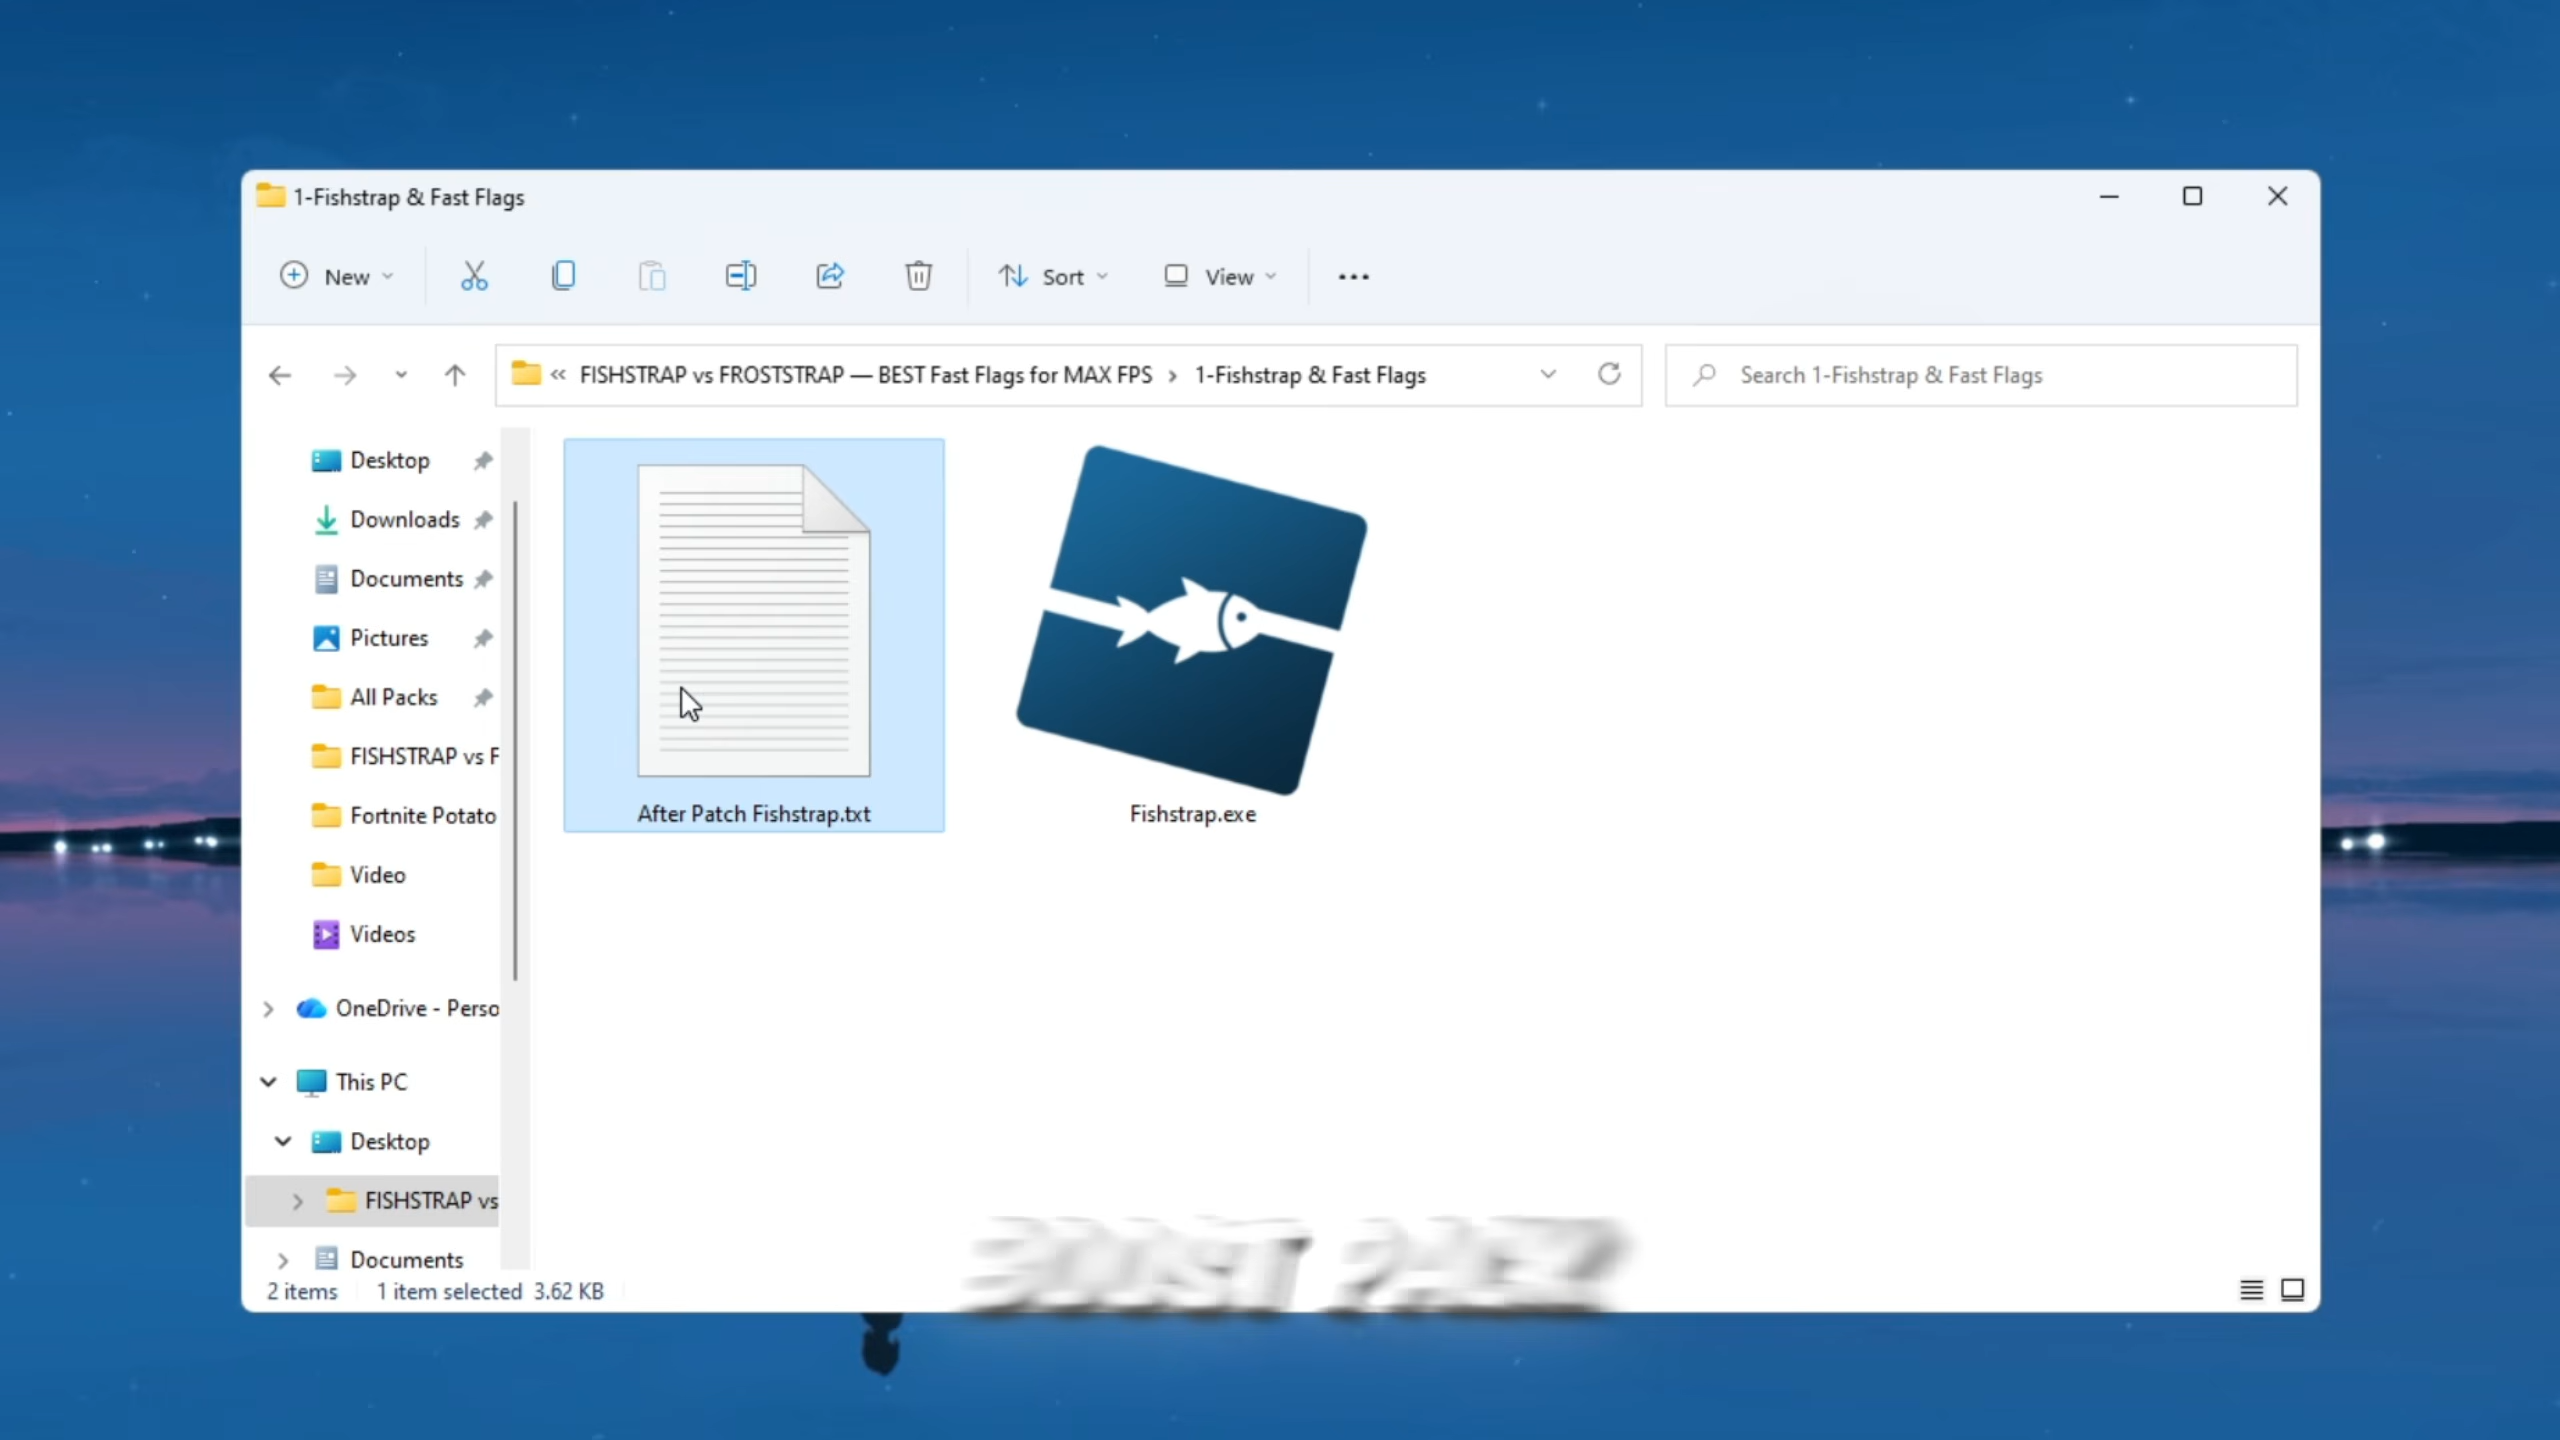 1-Fishstrap & Fast Flags
New
Sort
View
« FISHSTRAP vs FROSTSTRAP — BEST Fast Flags for MAX FPS › 1-Fishstrap & Fast Flags
Search 1-Fishstrap & Fast Flags
Desktop
Downloads
Documents
Pictures
All Packs
FISHSTRAP vs F
Fortnite Potato
Video
Videos
OneDrive - Perso
This PC
Desktop
FISHSTRAP vs
Documents
After Patch Fishstrap.txt
Fishstrap.exe
2 items
1 item selected 3.62 KB